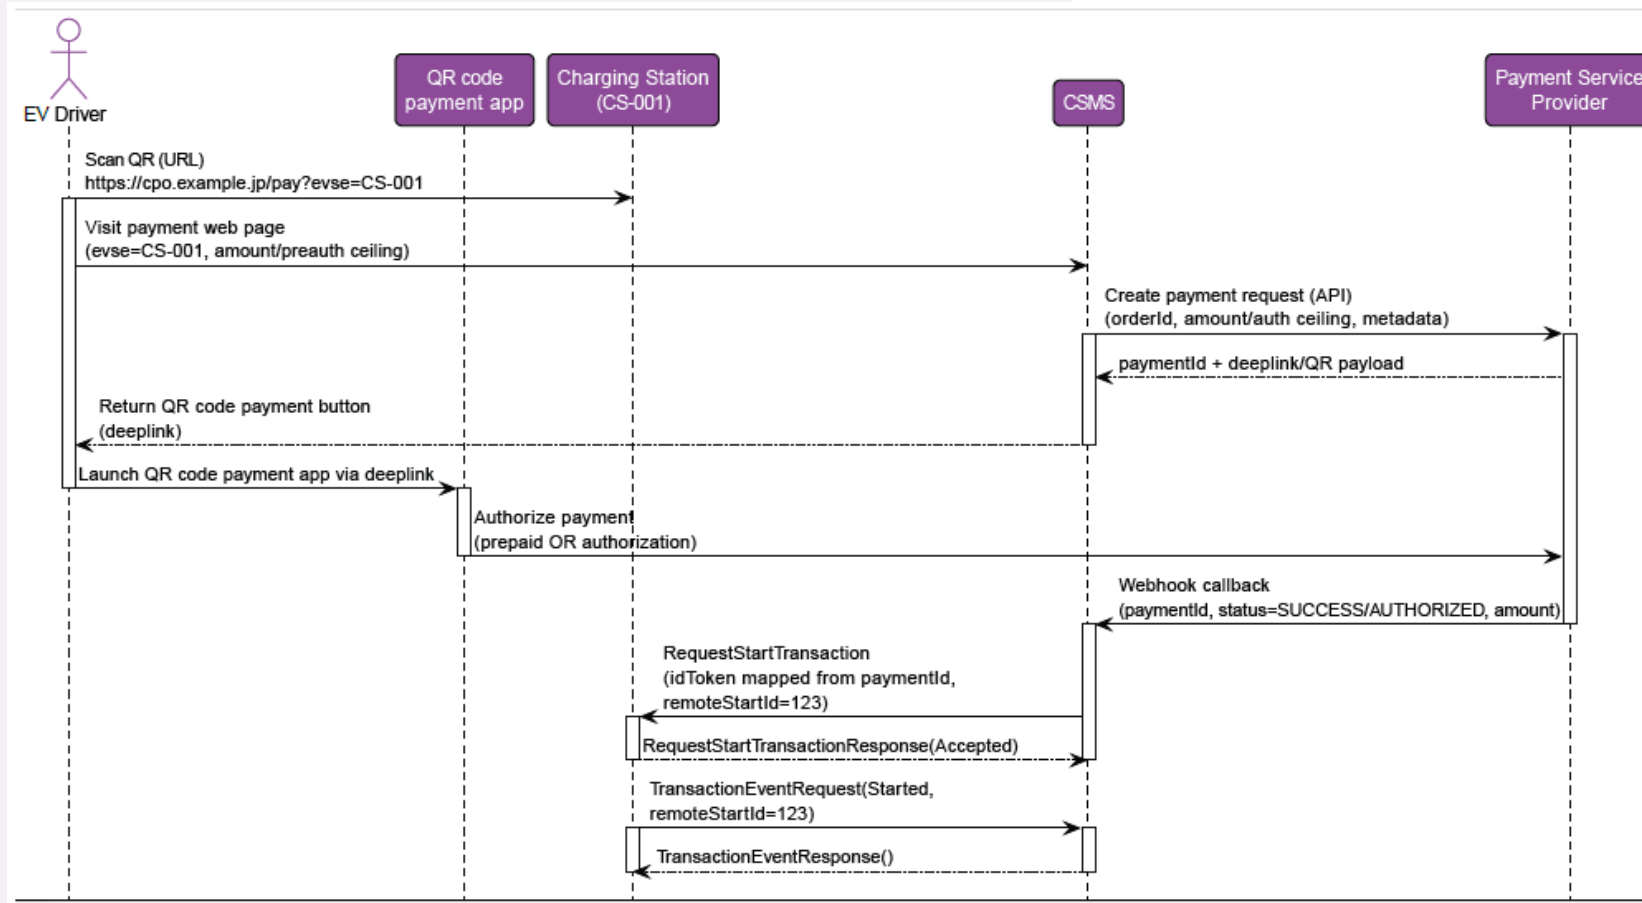 EV Driver
QR code
payment app
Charging Station
(CS-001)
CSMS
Payment Service
Provider
Scan QR (URL)
https://cpo.example.jp/pay?evse=CS-001
Visit payment web page
(evse=CS-001, amount/preauth ceiling)
Create payment request (API)
(orderId, amount/auth ceiling, metadata)
paymentId + deeplink/QR payload
Return QR code payment button
(deeplink)
Launch QR code payment app via deeplink
Authorize payment
(prepaid OR authorization)
Webhook callback
(paymentId, status=SUCCESS/AUTHORIZED, amount)
RequestStartTransaction
(idToken mapped from paymentId,
remoteStartId=123)
RequestStartTransactionResponse(Accepted)
TransactionEventRequest(Started,
remoteStartId=123)
TransactionEventResponse()